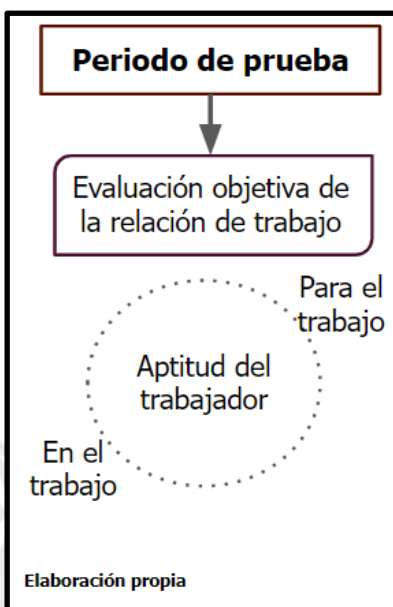 Periodo de prueba
Evaluación objetiva de
la relación de trabajo
Para el
trabajo
Aptitud del
trabajador
En el
trabajo
Elaboración propia